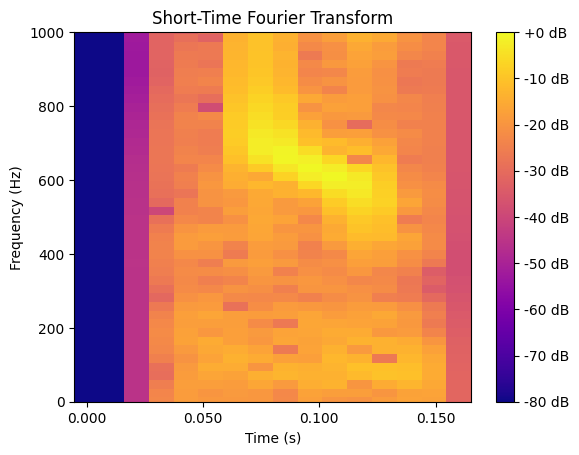 Short-Time Fourier Transform
1000
800
600
400
200
0
Frequency (Hz)
0.000
0.050
0.100
0.150
Time (s)
+0 dB
-10 dB
-20 dB
-30 dB
-40 dB
-50 dB
-60 dB
-70 dB
-80 dB